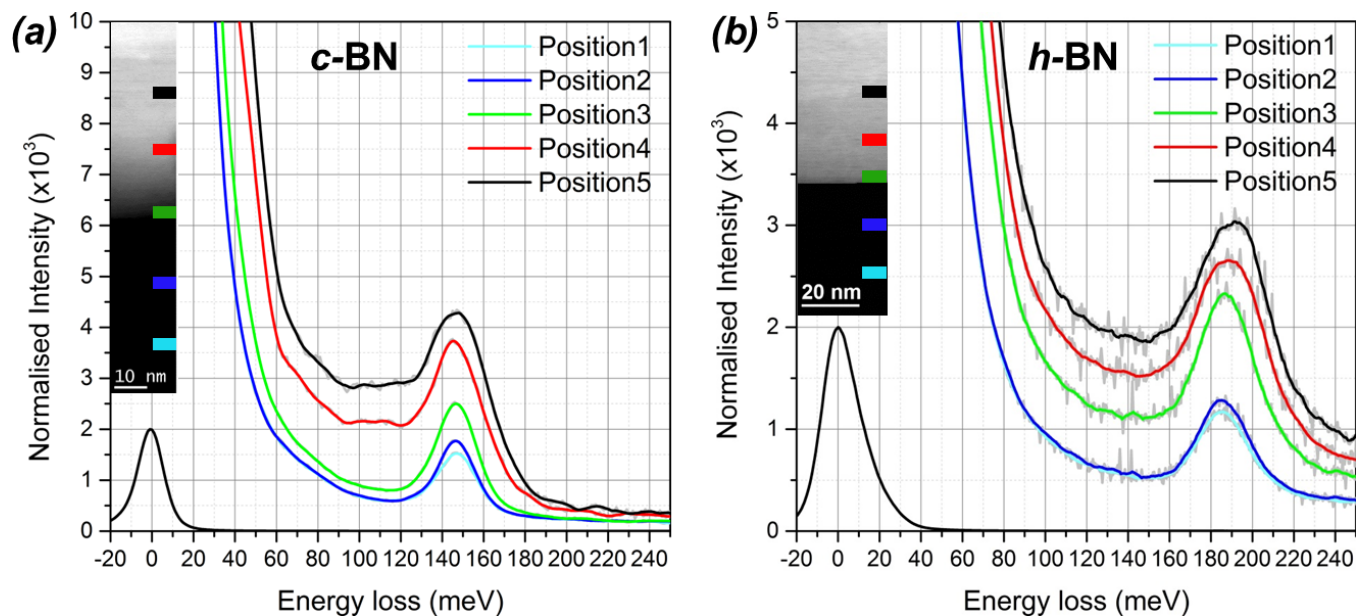 (a)
c-BN
Position1
Position2
Position3
Position4
Position5
10 nm
Normalised Intensity (x10³)
10
9
8
7
6
5
4
3
2
1
0
-20 0 20 40 60 80 100 120 140 160 180 200 220 240
Energy loss (meV)
(b)
h-BN
Position1
Position2
Position3
Position4
Position5
20 nm
Normalised Intensity (x10³)
5
4
3
2
1
0
-20 0 20 40 60 80 100 120 140 160 180 200 220 240
Energy loss (meV)